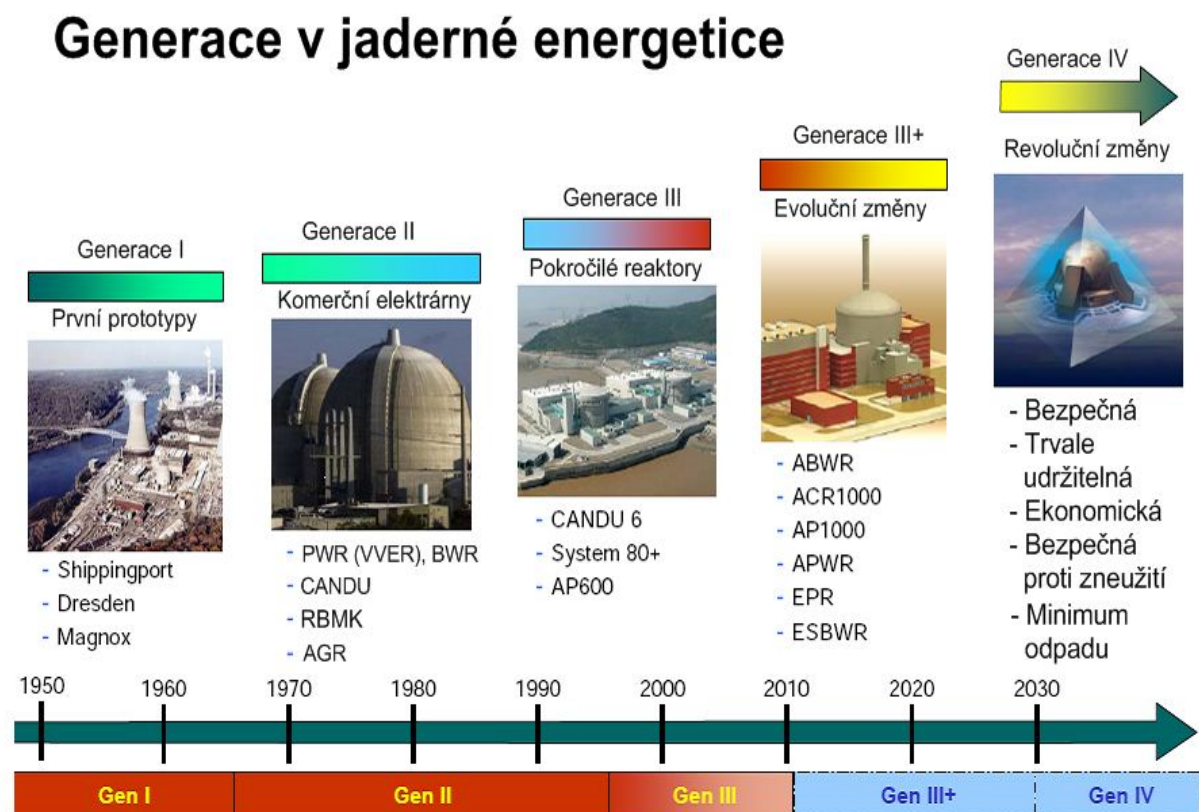 Generace v jaderné energetice
Generace I
První prototypy
- Shippingport
- Dresden
- Magnox
Generace II
Komerční elektrárny
- PWR (VVER), BWR
- CANDU
- RBMK
- AGR
Generace III
Pokročilé reaktory
- CANDU 6
- System 80+
- AP600
Generace III+
Evoluční změny
- ABWR
- ACR1000
- AP1000
- APWR
- EPR
- ESBWR
Generace IV
Revoluční změny
- Bezpečná
- Trvale
udržitelná
- Ekonomická
- Bezpečná
proti zneužití
- Minimum
odpadu
1950 1960 1970 1980 1990 2000 2010 2020 2030
Gen I Gen II Gen III Gen III+ Gen IV